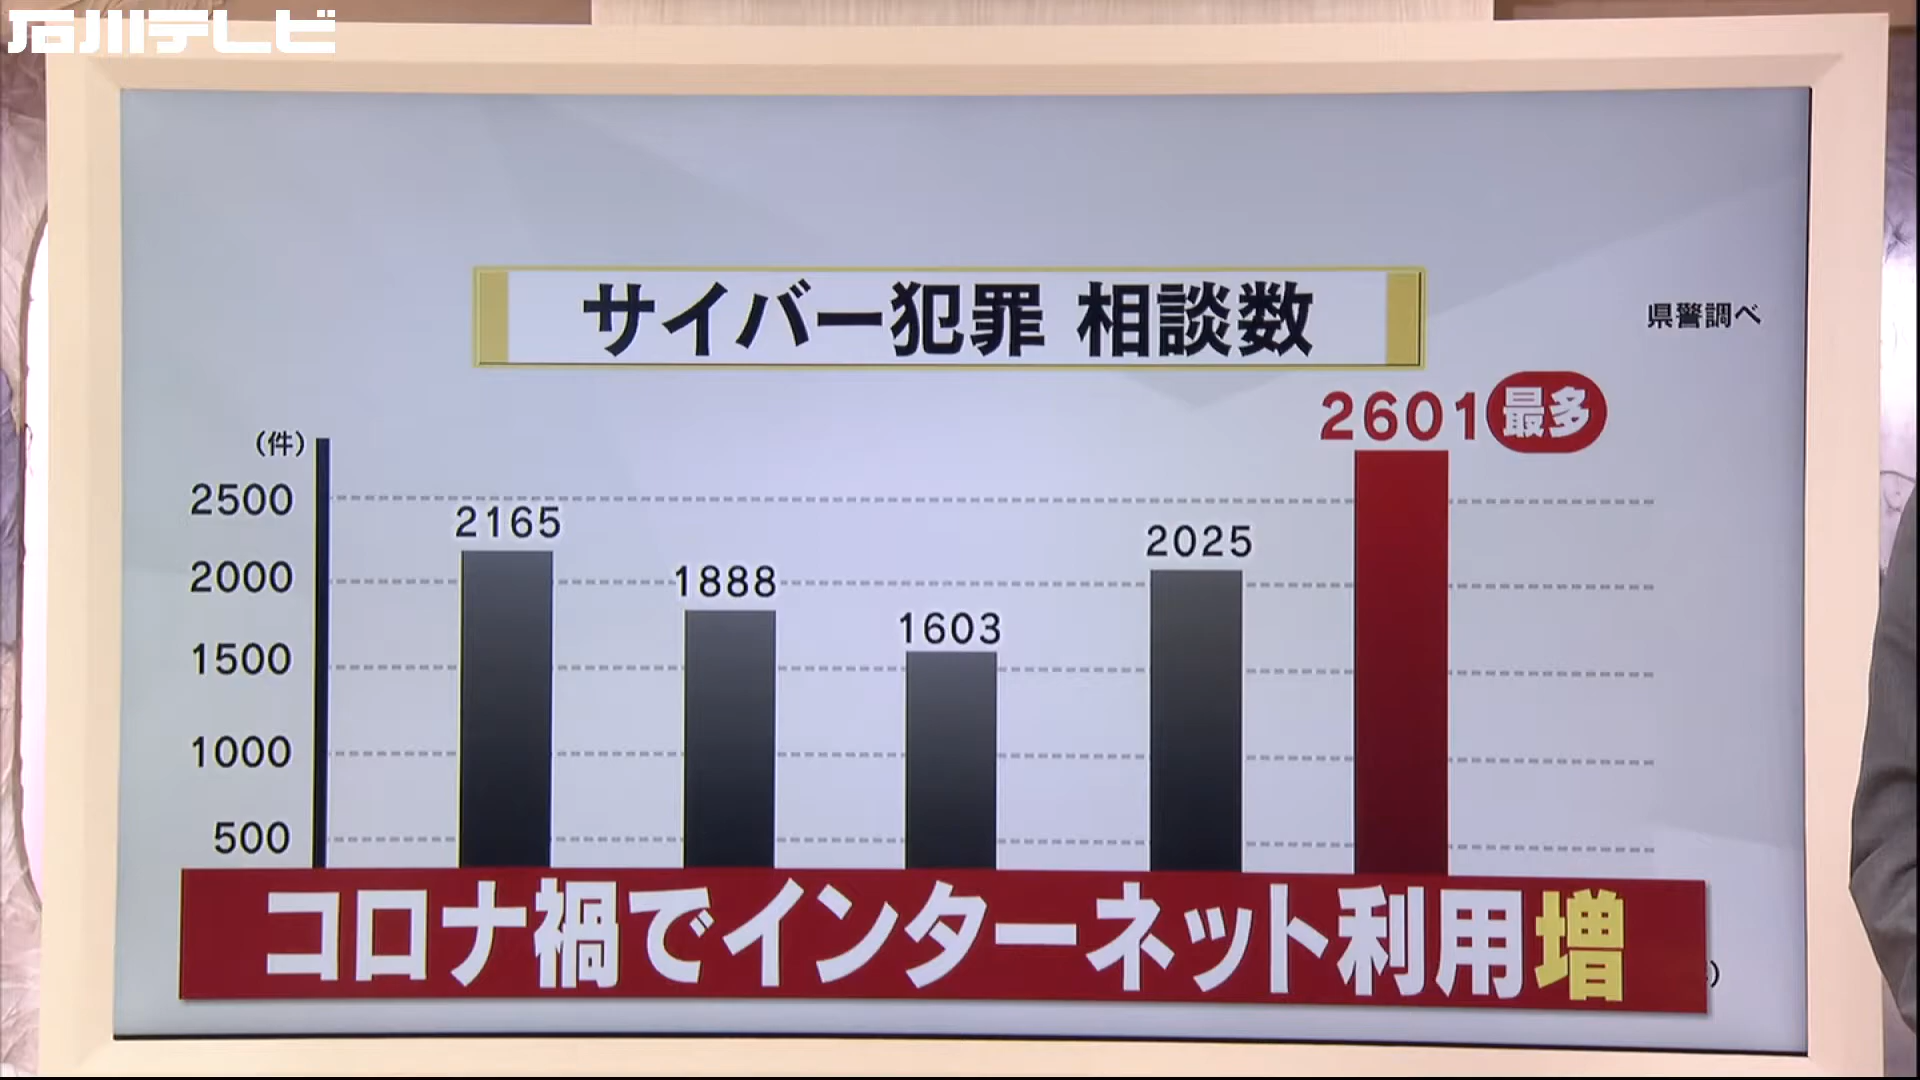 石川テレビ
サイバー犯罪 相談数
県警調べ
2601 最多
(件)
2500
2165
2025
2000
1888
1603
1500
1000
500
コロナ禍でインターネット利用増
)